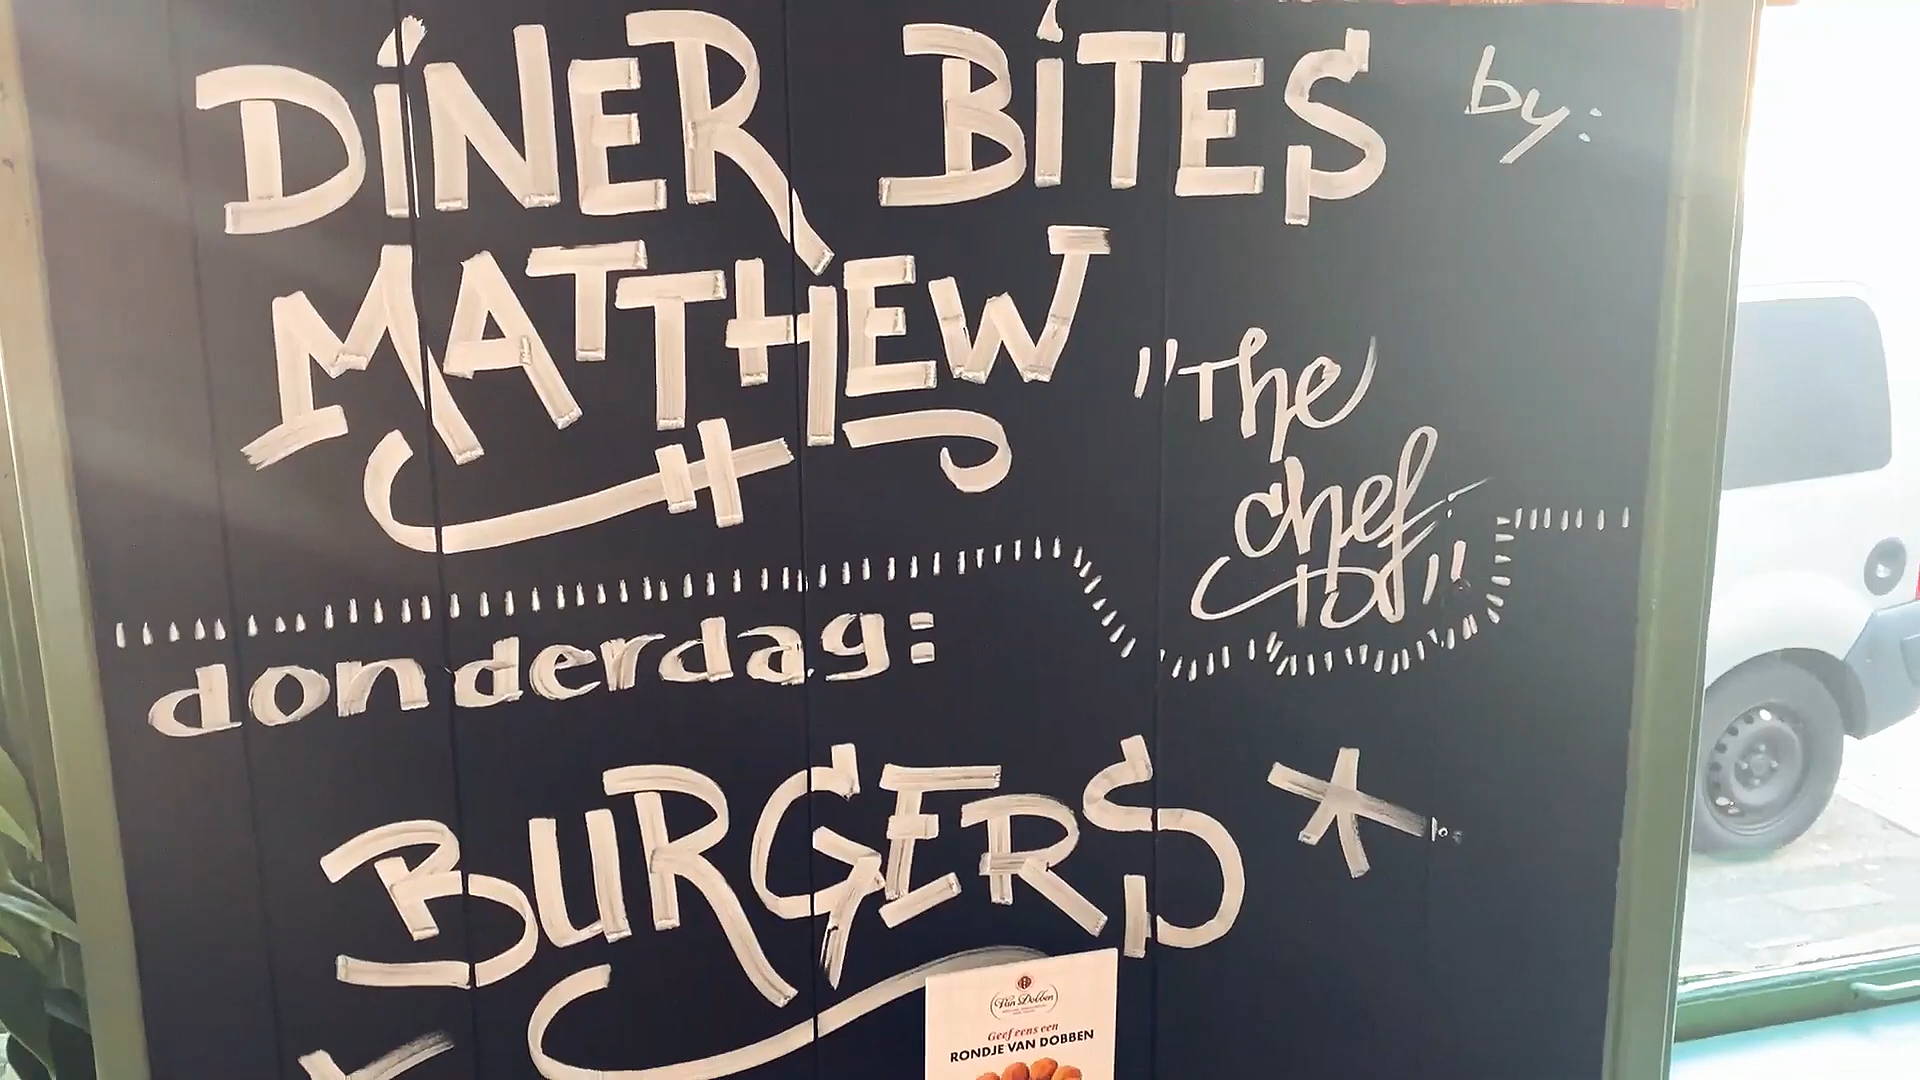 DiNER BiTES by:
MATTHEW
"The
chef
donderdag:
BURGERS *
Van Dobben
Geef eens een
RONDJE VAN DOBBEN